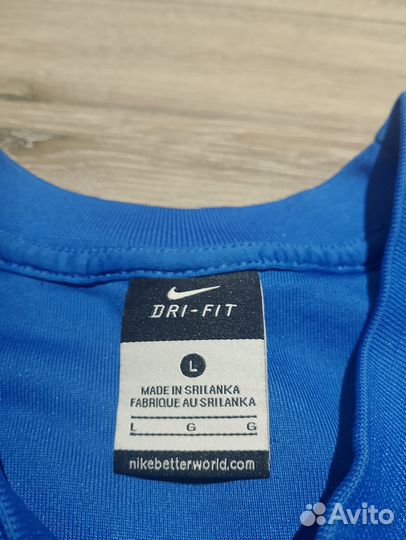 DRI-FIT
L
MADE IN SRI LANKA
FABRIQUE AU SRI LANKA
L G G
nikebetterworld.com
Avito